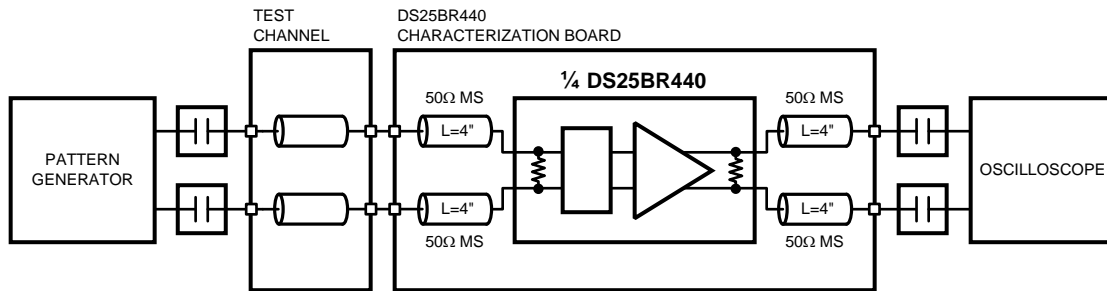 TEST
CHANNEL
DS25BR440
CHARACTERIZATION BOARD
¼ DS25BR440
50Ω MS
50Ω MS
L=4"
L=4"
PATTERN
GENERATOR
OSCILLOSCOPE
L=4"
L=4"
50Ω MS
50Ω MS